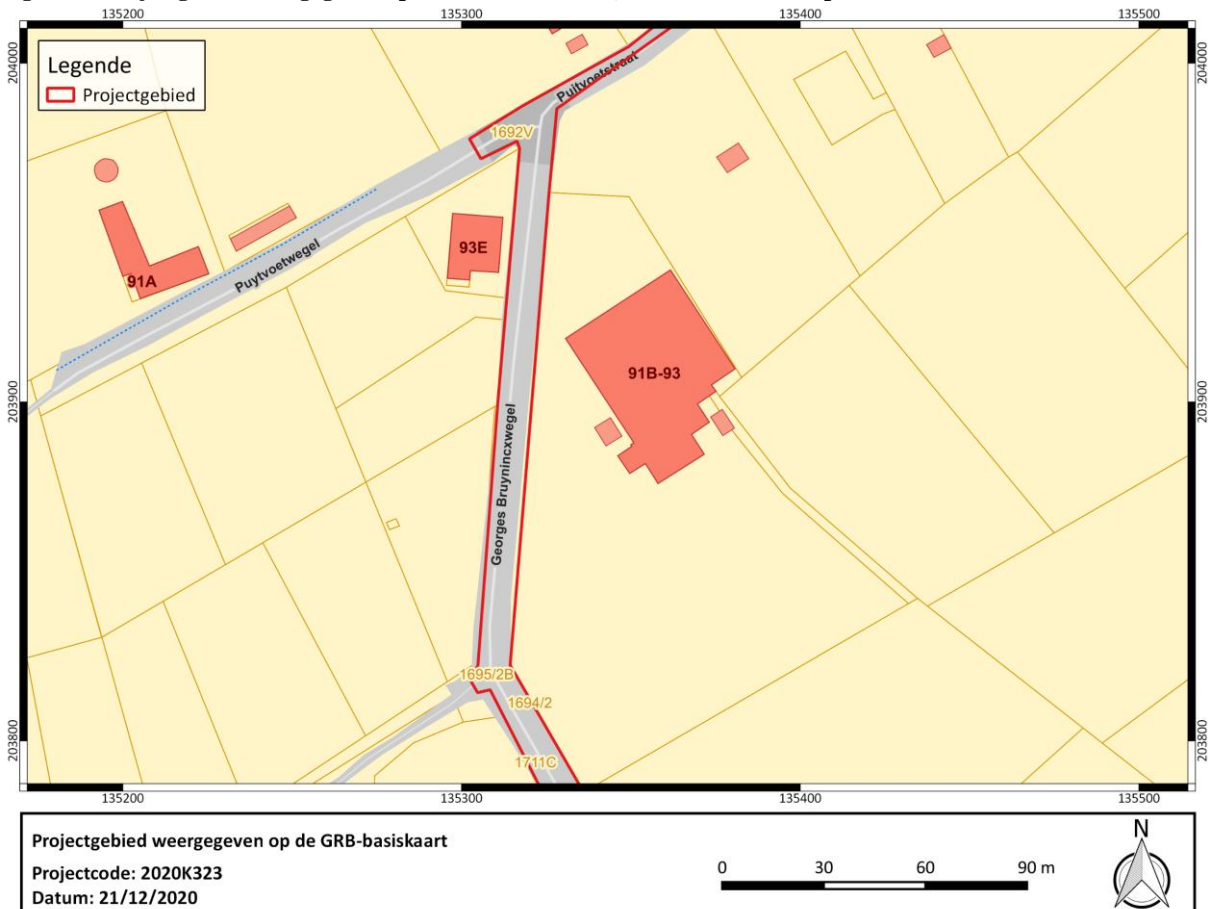 135200 135300 135400 135500
204000 204000
Legende
Projectgebied
Puitvoetstraat
1692V
93E
Puytvoetwegel
91A
91B-93
203900 203900
Georges Bruynincxwegel
1695/2B
1694/2
203800 203800
1711C
135200 135300 135400 135500
Projectgebied weergegeven op de GRB-basiskaart
N
Projectcode: 2020K323
0 30 60 90 m
Datum: 21/12/2020